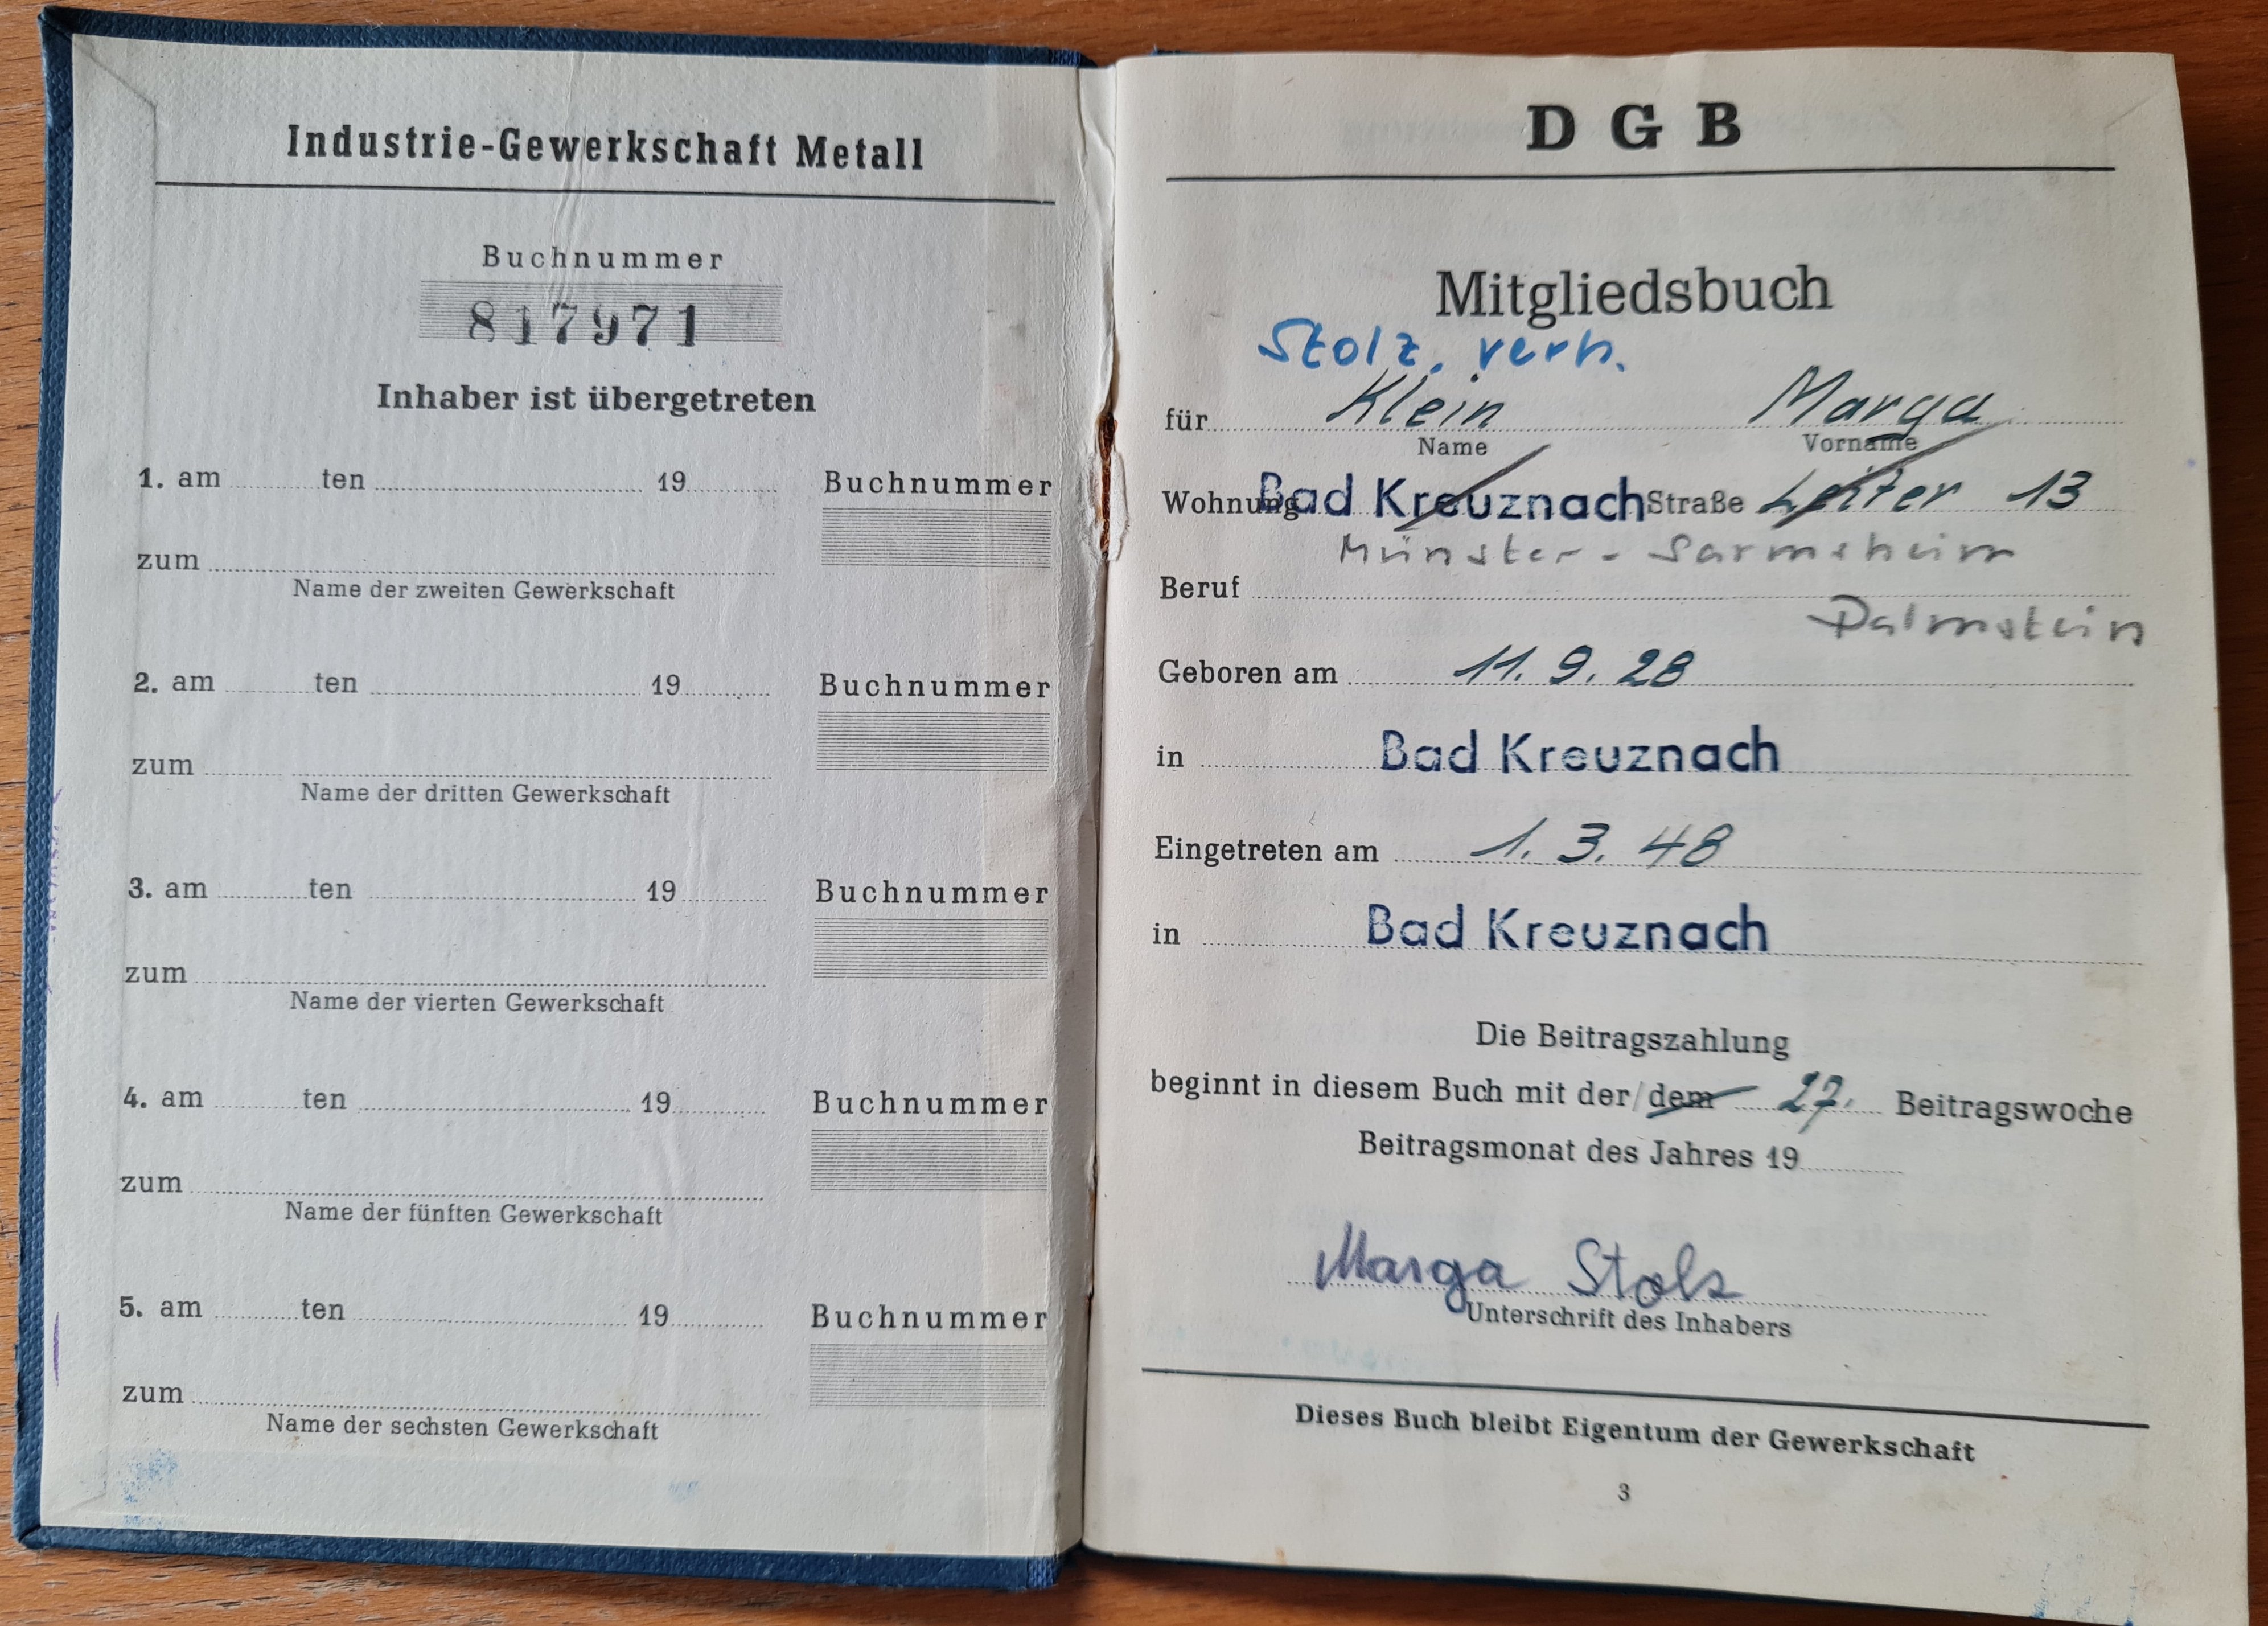 Industrie-Gewerkschaft Metall
Buchnummer
817971
Inhaber ist übergetreten
1. am ten 19 Buchnummer
zum
Name der zweiten Gewerkschaft
2. am ten 19 Buchnummer
zum
Name der dritten Gewerkschaft
3. am ten 19 Buchnummer
zum
Name der vierten Gewerkschaft
4. am ten 19 Buchnummer
zum
Name der fünften Gewerkschaft
5. am ten 19 Buchnummer
zum
Name der sechsten Gewerkschaft
DGB
Mitgliedsbuch
Stolz, verh.
für Klein Marga
Name Vorname
Wohnung Bad Kreuznach Straße Leiter 13
Münster-Sarmsheim
Beruf
Dalmstein
Geboren am 11. 9. 28
in Bad Kreuznach
Eingetreten am 1. 3. 48
in Bad Kreuznach
Die Beitragszahlung
beginnt in diesem Buch mit der/dem 27. Beitragswoche
Beitragsmonat des Jahres 19
Marga Stolz
Unterschrift des Inhabers
Dieses Buch bleibt Eigentum der Gewerkschaft
3